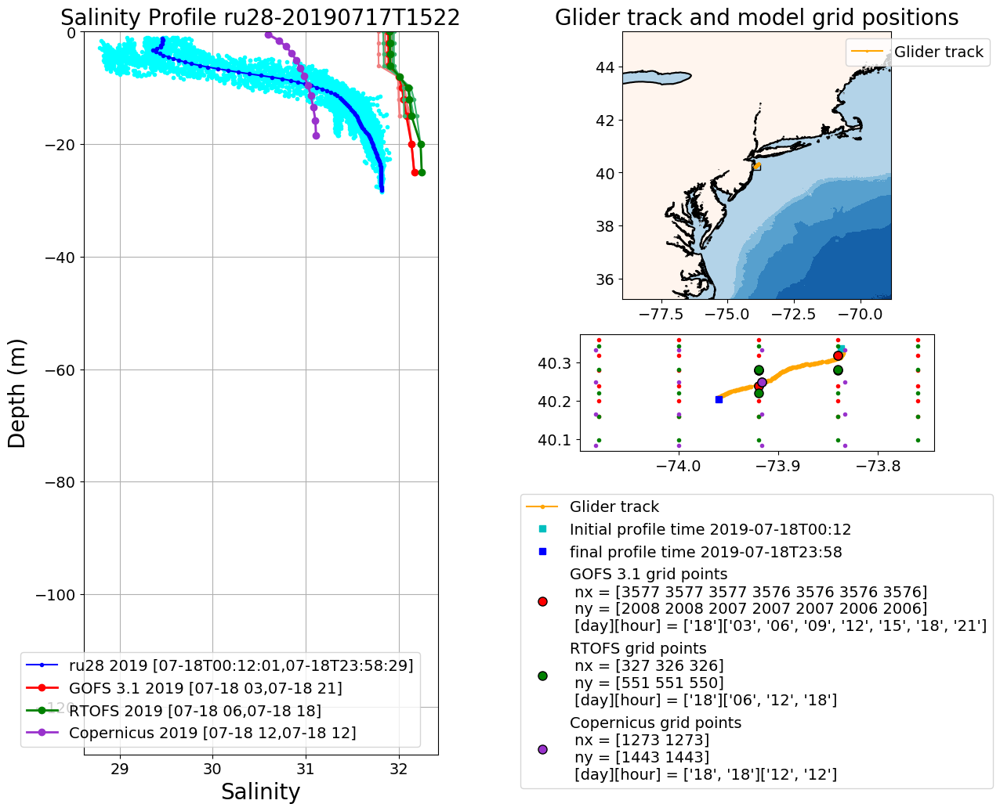 Salinity Profile ru28-20190717T1522
0
−20
−40
−60
−80
−100
−120
Depth (m)
29
30
31
32
Salinity
ru28 2019 [07-18T00:12:01,07-18T23:58:29]
GOFS 3.1 2019 [07-18 03,07-18 21]
RTOFS 2019 [07-18 06,07-18 18]
Copernicus 2019 [07-18 12,07-18 12]
Glider track and model grid positions
Glider track
44
42
40
38
36
−77.5
−75.0
−72.5
−70.0
40.3
40.2
40.1
−74.0
−73.9
−73.8
Glider track
Initial profile time 2019-07-18T00:12
final profile time 2019-07-18T23:58
GOFS 3.1 grid points
nx = [3577 3577 3577 3576 3576 3576 3576]
ny = [2008 2008 2007 2007 2007 2006 2006]
[day][hour] = ['18']['03', '06', '09', '12', '15', '18', '21']
RTOFS grid points
nx = [327 326 326]
ny = [551 551 550]
[day][hour] = ['18']['06', '12', '18']
Copernicus grid points
nx = [1273 1273]
ny = [1443 1443]
[day][hour] = ['18', '18']['12', '12']